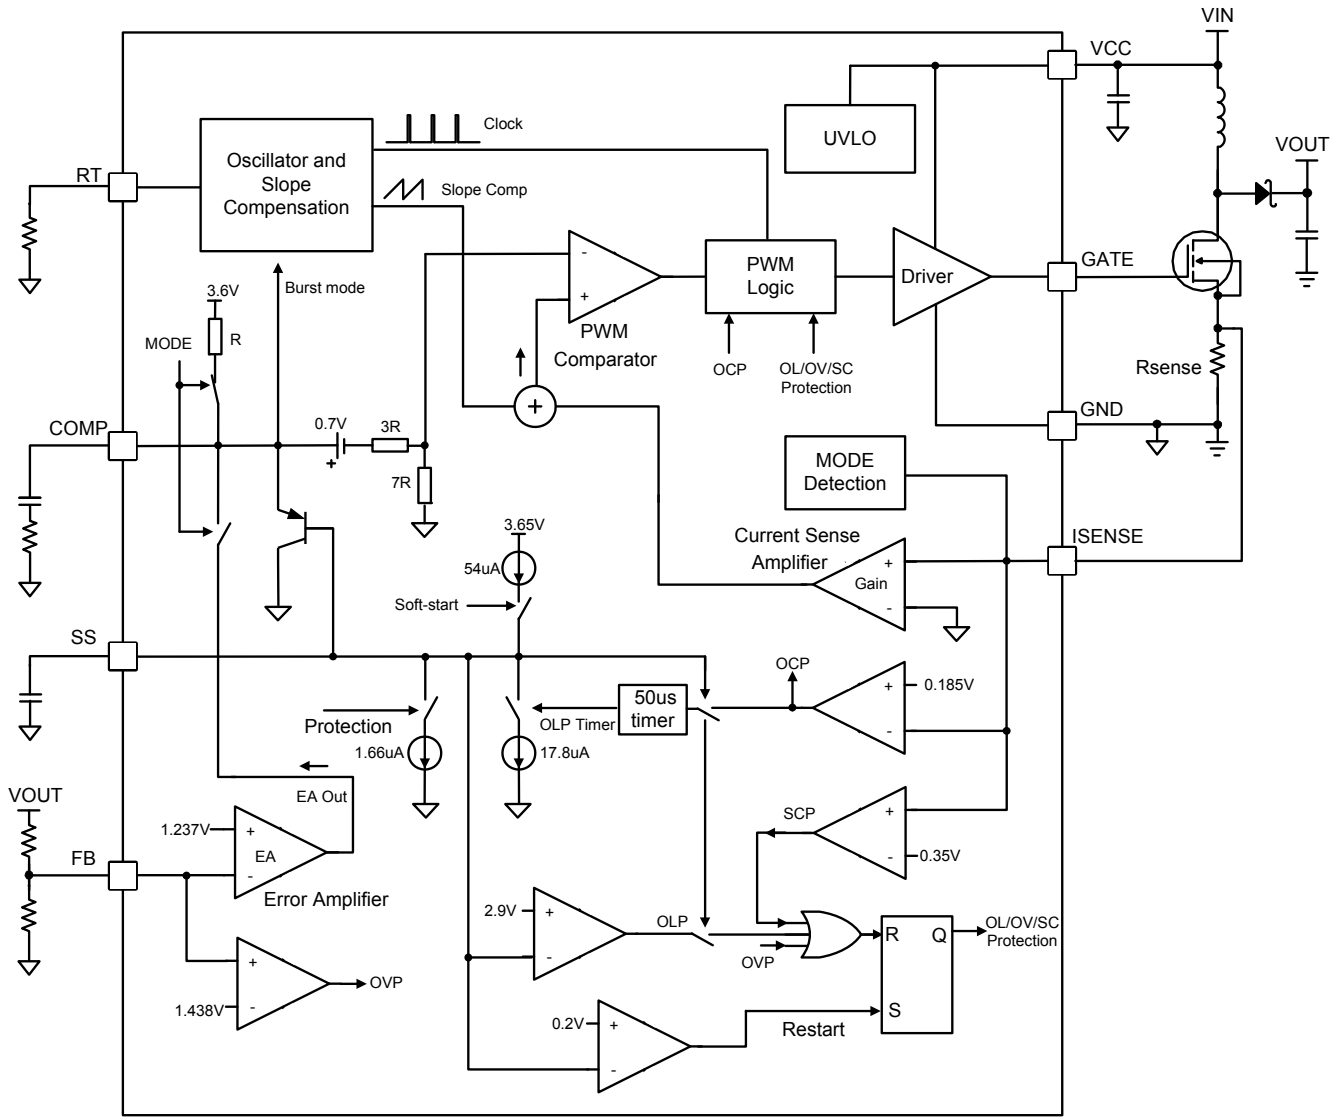 VIN
VCC
UVLO
VOUT
Clock
Oscillator and
Slope
Compensation
Slope Comp
RT
GATE
PWM
Logic
Driver
-
+
PWM
Comparator
Burst mode
3.6V
R
MODE
OCP
OL/OV/SC
Protection
Rsense
COMP
0.7V
+
3R
7R
+
GND
MODE
Detection
3.65V
54uA
Current Sense
Amplifier
+
Gain
-
ISENSE
Soft-start
SS
OCP
+
0.185V
-
50us
timer
OLP Timer
Protection
1.66uA
17.8uA
EA Out
VOUT
1.237V
+
EA
-
FB
Error Amplifier
SCP
+
-
0.35V
2.9V
+
-
OLP
OVP
R
Q
S
OL/OV/SC
Protection
+
-
1.438V
OVP
0.2V
+
-
Restart